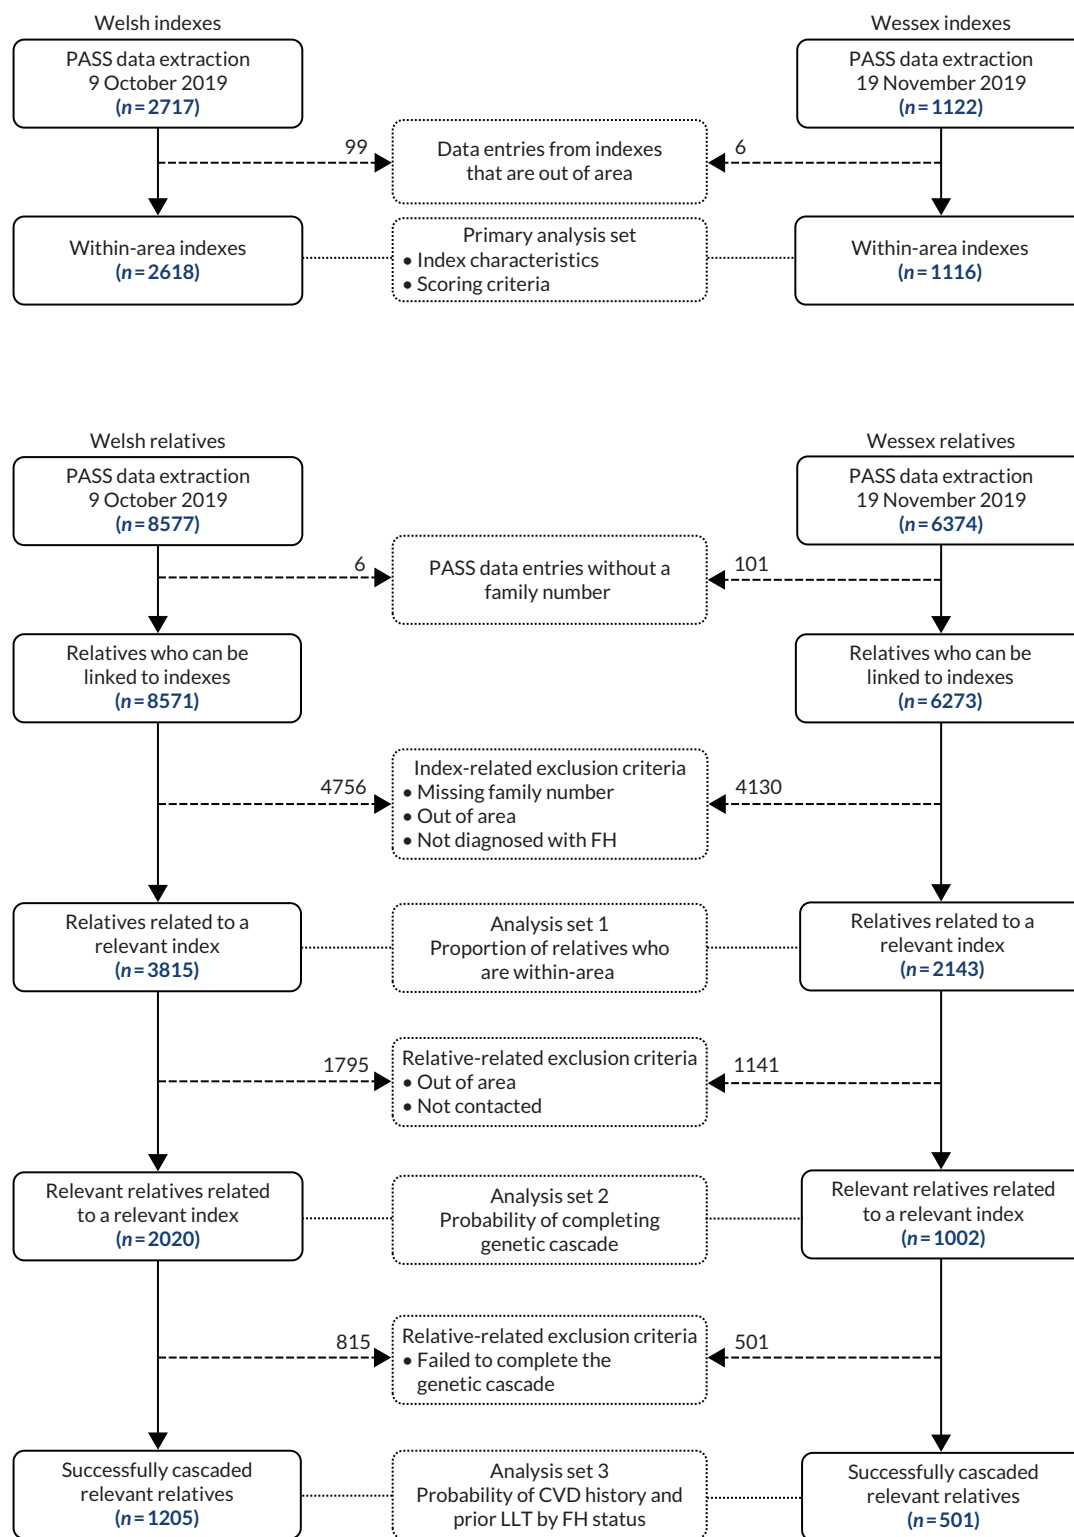 Welsh indexes
PASS data extraction
9 October 2019
(n=2717)
Wessex indexes
PASS data extraction
19 November 2019
(n=1122)
99
Data entries from indexes
that are out of area
6
Within-area indexes
(n=2618)
Primary analysis set
• Index characteristics
• Scoring criteria
Within-area indexes
(n=1116)
Welsh relatives
PASS data extraction
9 October 2019
(n=8577)
Wessex relatives
PASS data extraction
19 November 2019
(n=6374)
6
PASS data entries without a
family number
101
Relatives who can be
linked to indexes
(n=8571)
Relatives who can be
linked to indexes
(n=6273)
4756
Index-related exclusion criteria
• Missing family number
• Out of area
• Not diagnosed with FH
4130
Relatives related to a
relevant index
(n=3815)
Analysis set 1
Proportion of relatives who
are within-area
Relatives related to a
relevant index
(n=2143)
1795
Relative-related exclusion criteria
• Out of area
• Not contacted
1141
Relevant relatives related
to a relevant index
(n=2020)
Analysis set 2
Probability of completing
genetic cascade
Relevant relatives related
to a relevant index
(n=1002)
815
Relative-related exclusion criteria
• Failed to complete the
genetic cascade
501
Successfully cascaded
relevant relatives
(n=1205)
Analysis set 3
Probability of CVD history and
prior LLT by FH status
Successfully cascaded
relevant relatives
(n=501)